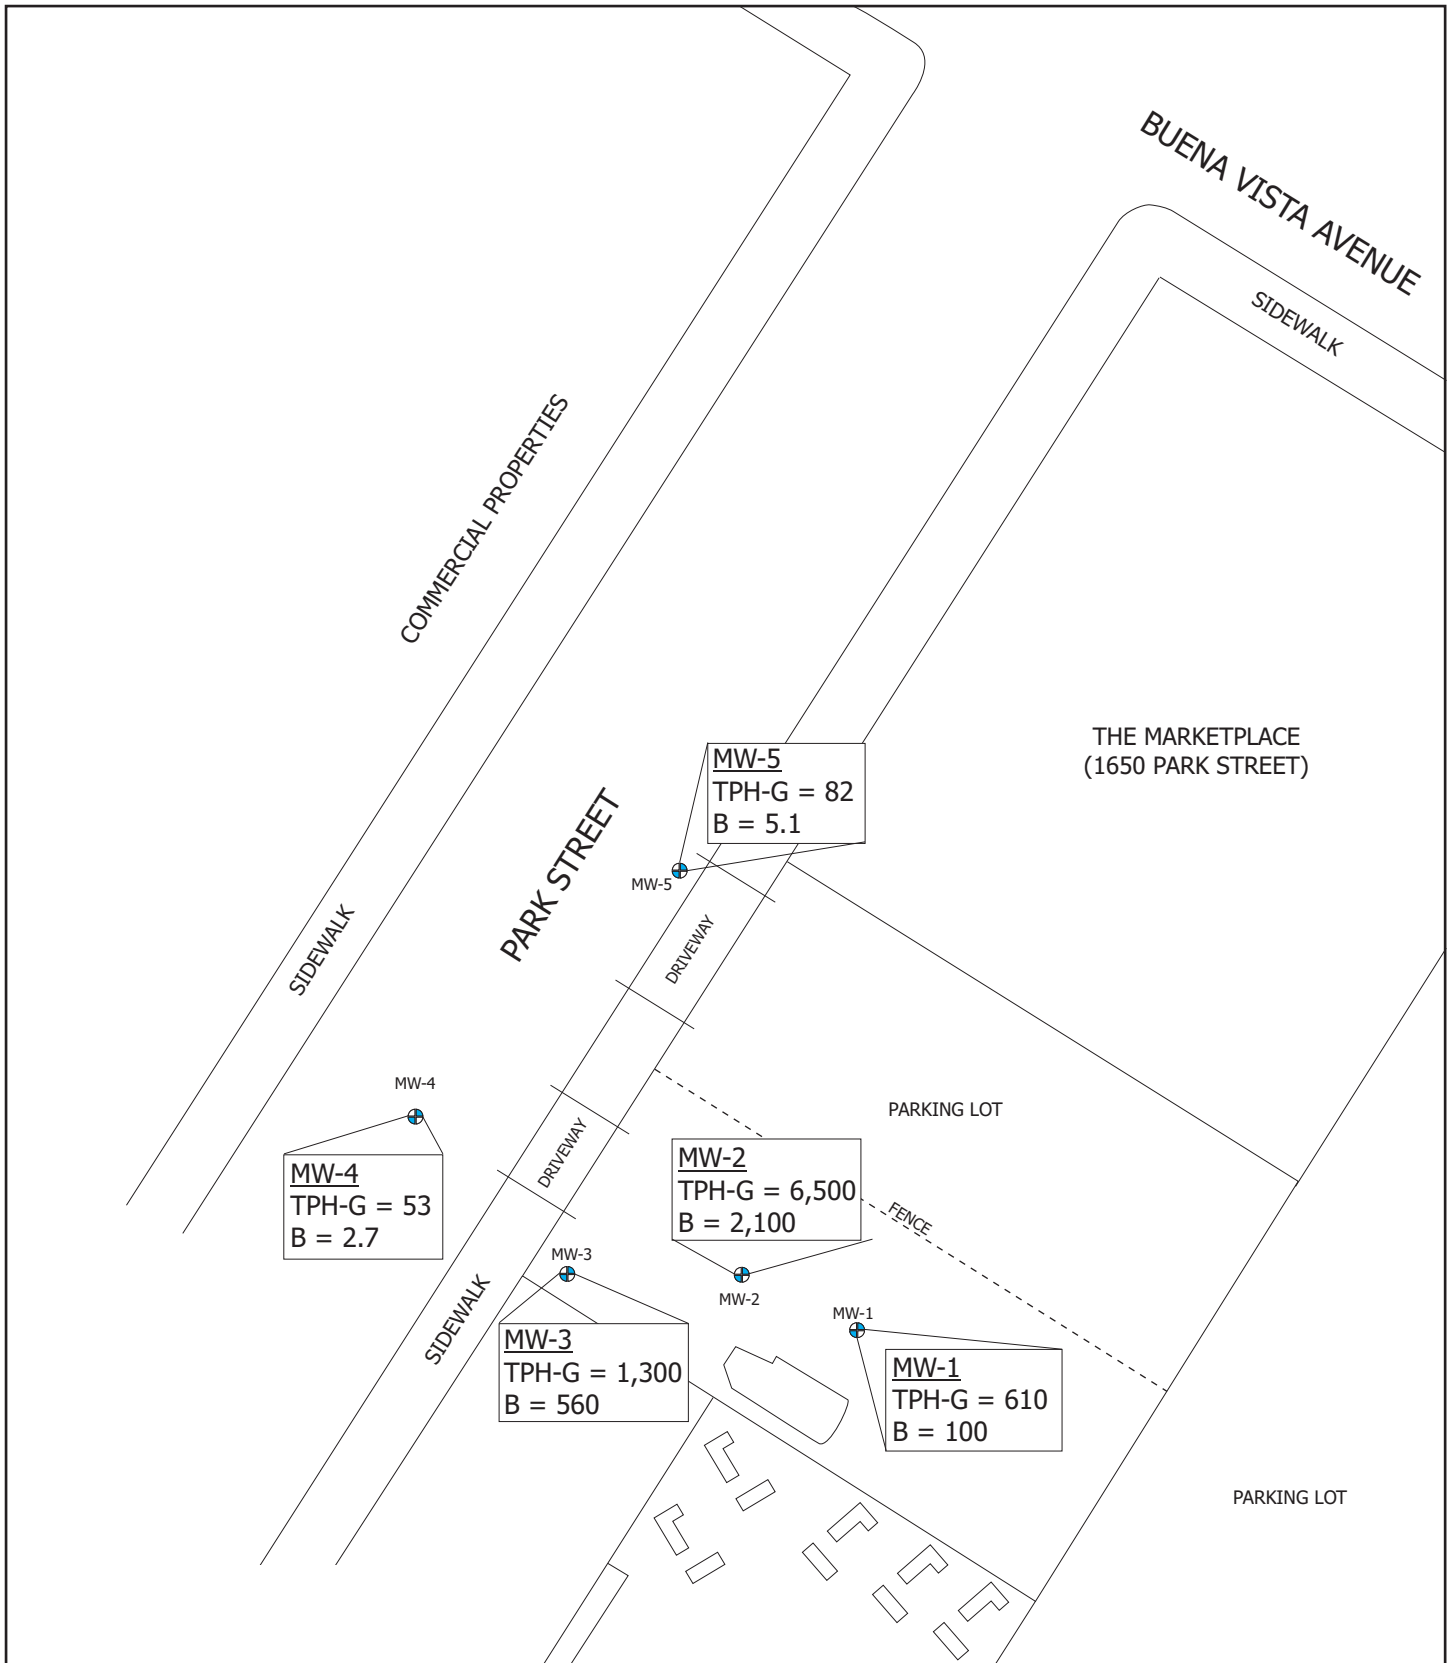 BUENA VISTA AVENUE
SIDEWALK
COMMERCIAL PROPERTIES
THE MARKETPLACE
(1650 PARK STREET)
MW-5
TPH-G = 82
B = 5.1
PARK STREET
MW-5
SIDEWALK
DRIVEWAY
MW-4
PARKING LOT
DRIVEWAY
MW-4
TPH-G = 53
B = 2.7
MW-2
TPH-G = 6,500
B = 2,100
FENCE
MW-3
MW-2
MW-1
SIDEWALK
MW-3
TPH-G = 1,300
B = 560
MW-1
TPH-G = 610
B = 100
PARKING LOT